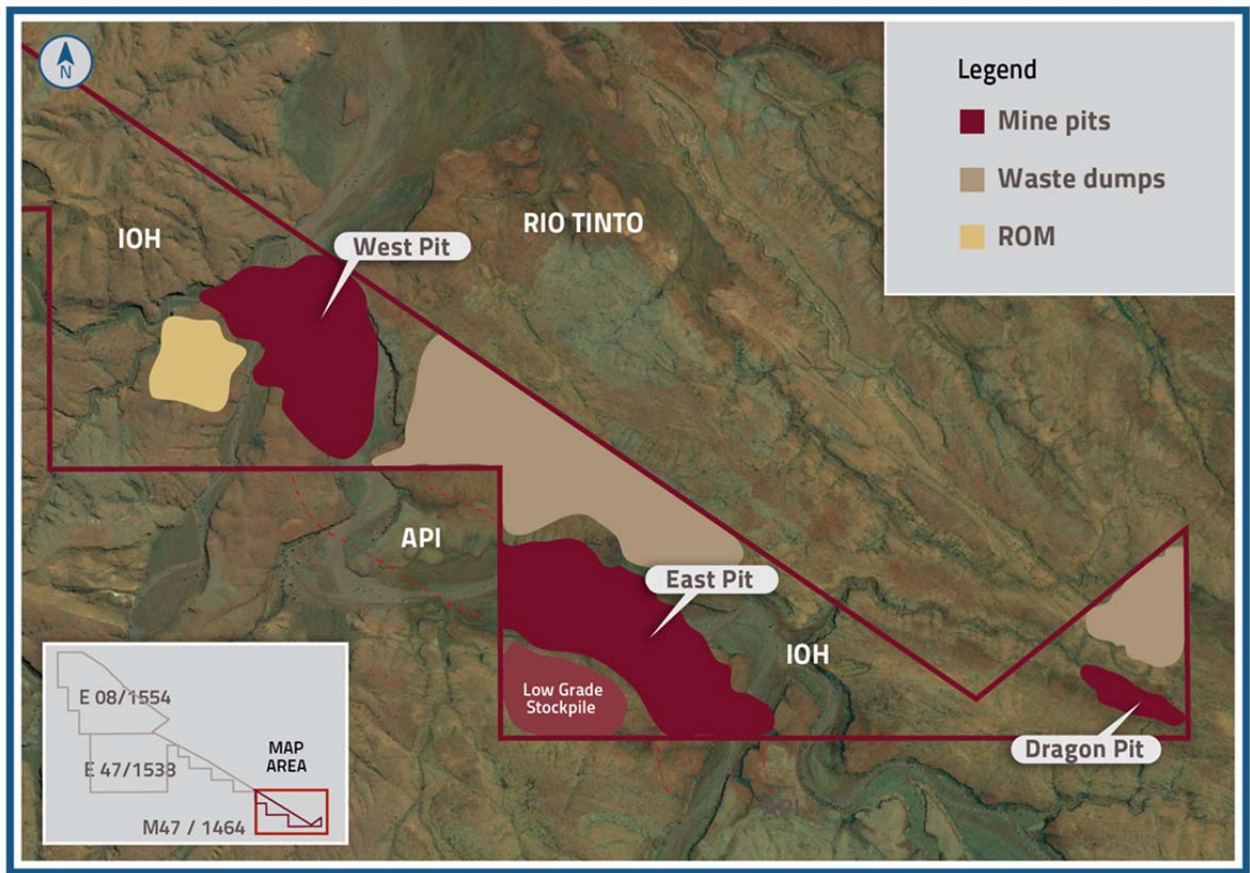 N
Legend
Mine pits
Waste dumps
ROM
RIO TINTO
IOH
West Pit
API
East Pit
IOH
Low Grade
Stockpile
Dragon Pit
API
E 08/1554
E 47/1533
MAP
AREA
M47 / 1464